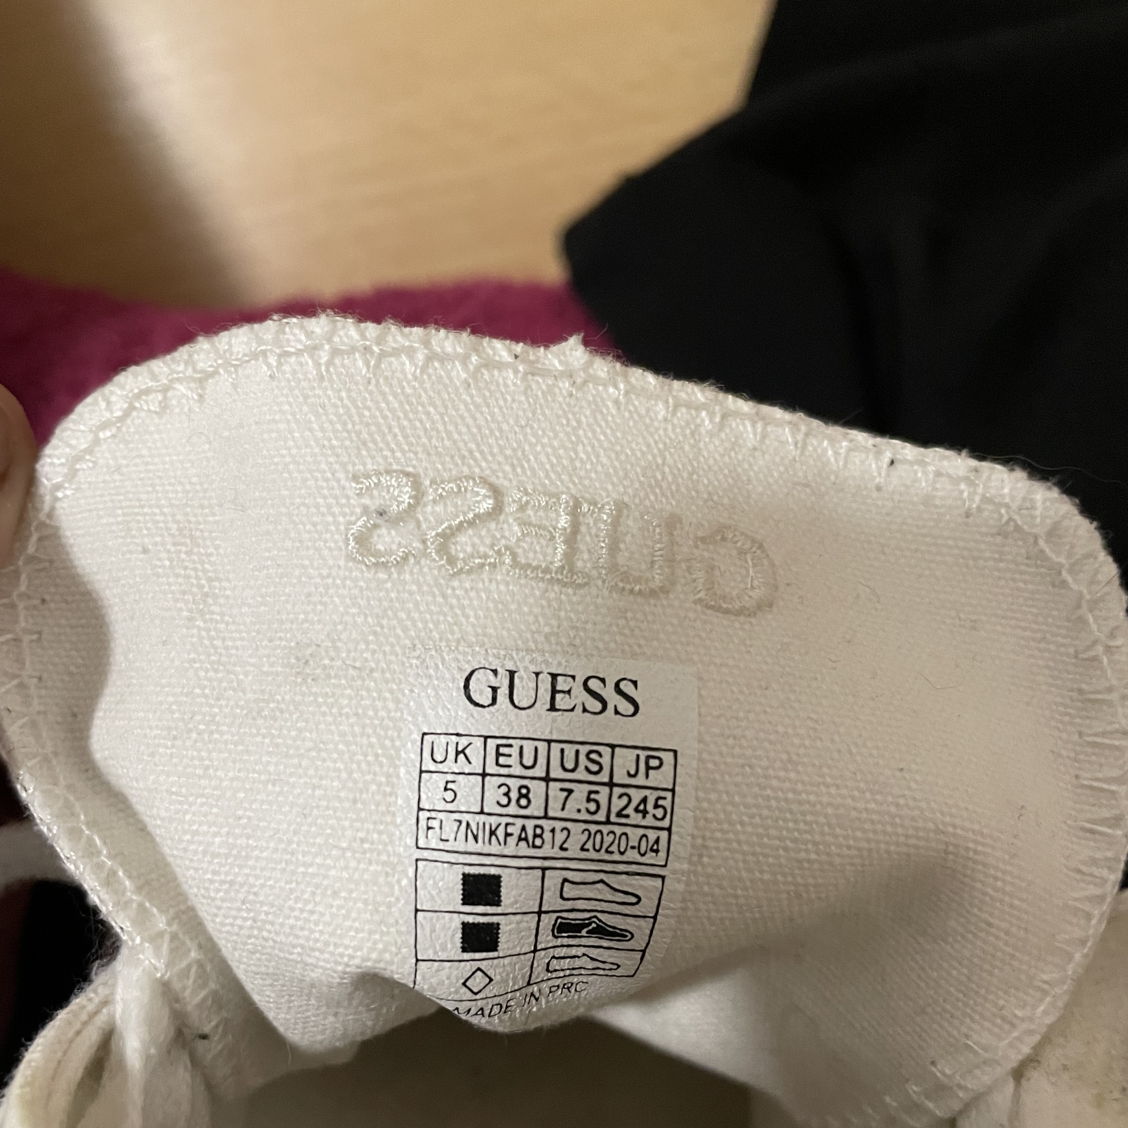 GUESS
GUESS
UK EU US JP
5 38 7.5 245
FL7NIKFAB12 2020-04
MADE IN PRC